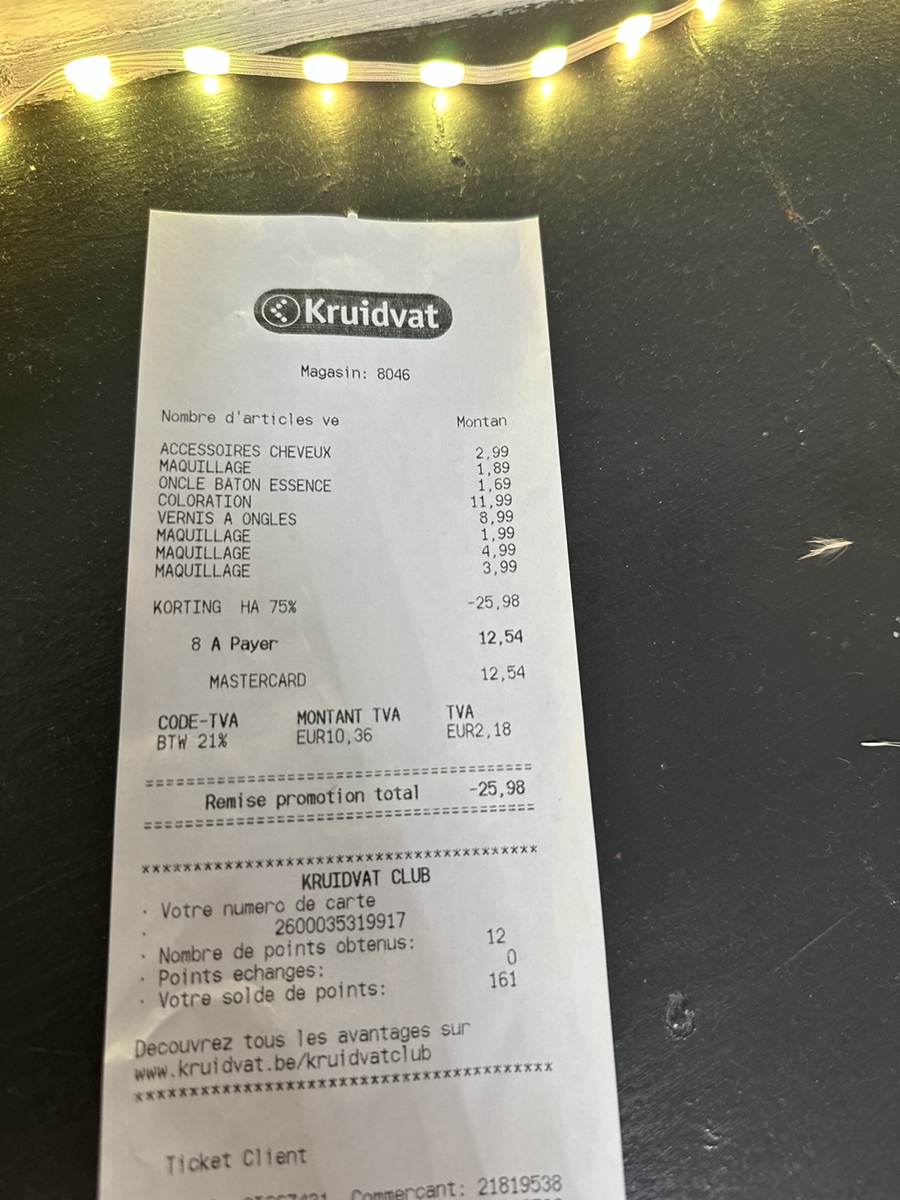 Kruidvat
Magasin: 8046
Nombre d'articles ve Montan
ACCESSOIRES CHEVEUX 2,99
MAQUILLAGE 1,89
ONCLE BATON ESSENCE 1,69
COLORATION 11,99
VERNIS A ONGLES 8,99
MAQUILLAGE 1,99
MAQUILLAGE 4,99
MAQUILLAGE 3,99
KORTING HA 75% -25,98
8 A Payer 12,54
MASTERCARD 12,54
CODE-TVA MONTANT TVA TVA
BTW 21% EUR10,36 EUR2,18
=======================================
Remise promotion total -25,98
=======================================
***************************************
KRUIDVAT CLUB
· Votre numero de carte
· 2600035319917
· Nombre de points obtenus: 12
· Points echanges: 0
· Votre solde de points: 161
Decouvrez tous les avantages sur
www.kruidvat.be/kruidvatclub
***************************************
Ticket Client
Commercant: 21819538